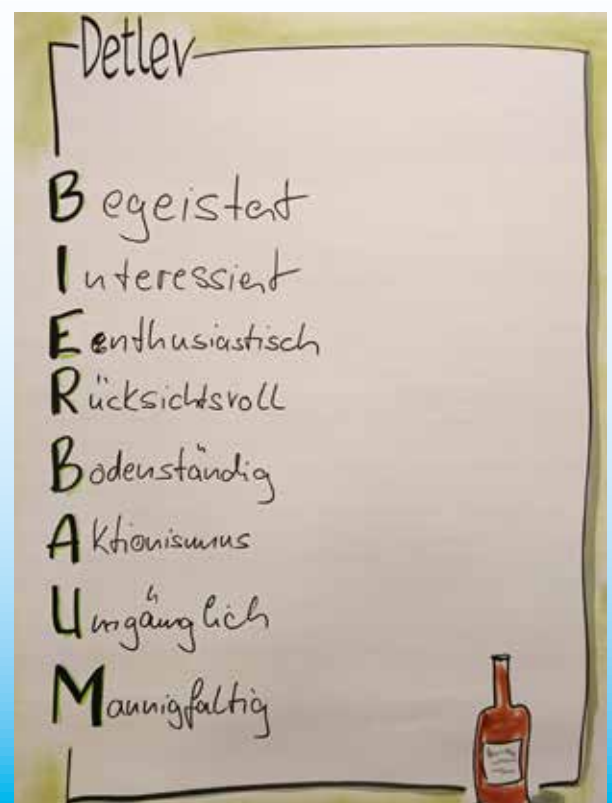 Detlev
Begeistert
Interessiert
Eenthusiastisch
Rücksichtsvoll
Bodenständig
Aktionismus
Umgänglich
Mannigfaltig